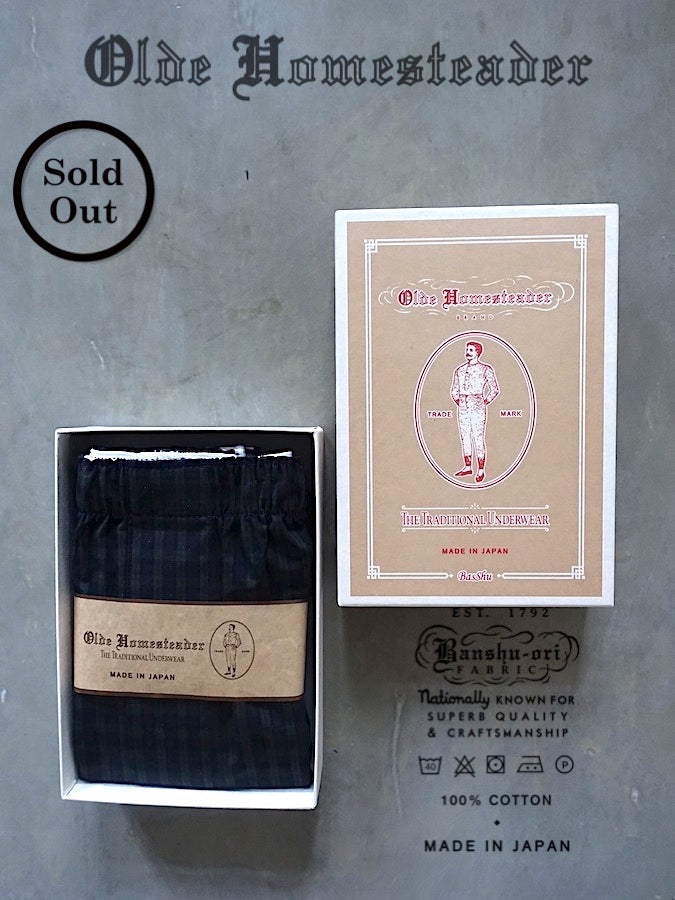 Olde Homesteader
Sold
Out
Olde Homesteader
BRAND
TRADE MARK
THE TRADITIONAL UNDERWEAR
MADE IN JAPAN
BasShu
Olde Homesteader
THE TRADITIONAL UNDERWEAR
MADE IN JAPAN
EST. 1792
Banshu-ori
FABRIC
Nationally KNOWN FOR
SUPERB QUALITY
& CRAFTSMANSHIP
40 P
100% COTTON
MADE IN JAPAN